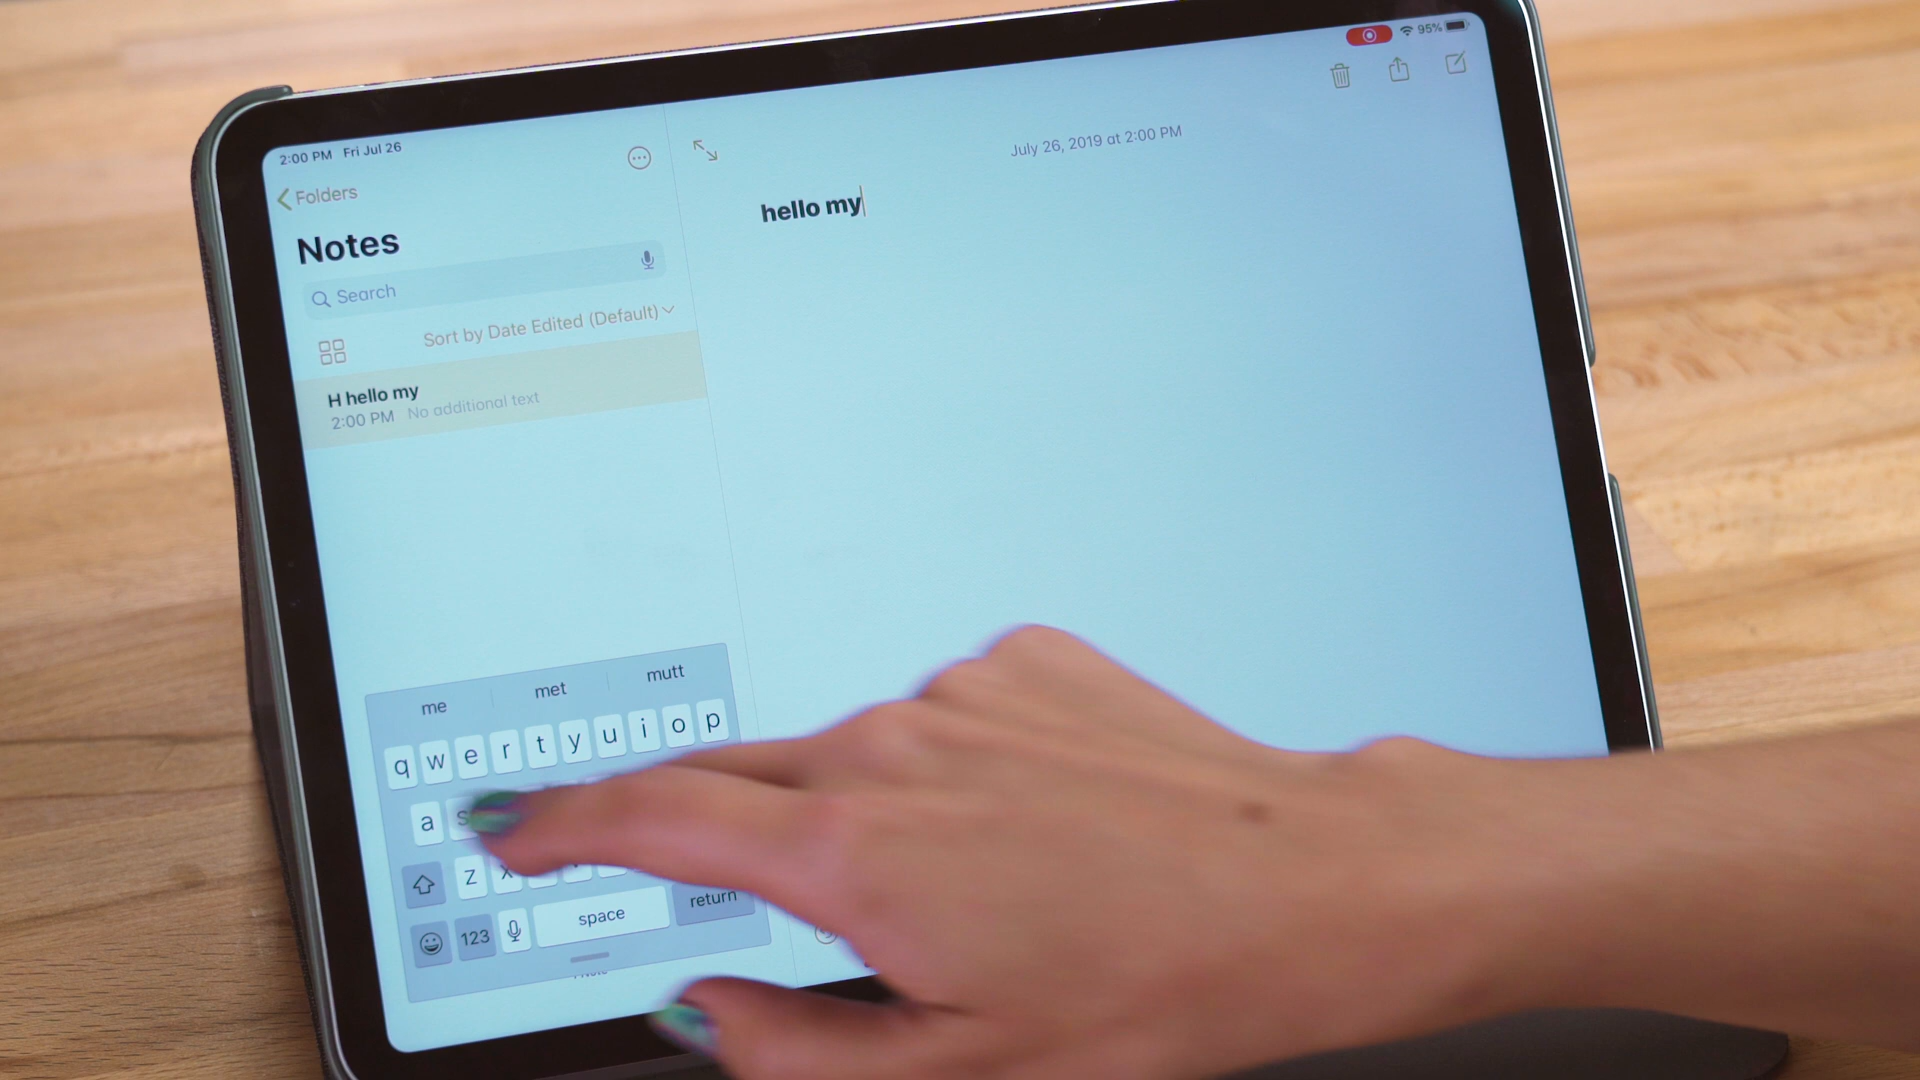 2:00 PM Fri Jul 26
95%
Folders
Notes
Search
Sort by Date Edited (Default)
H hello my
2:00 PM No additional text
July 26, 2019 at 2:00 PM
hello my
me met mutt
q w e r t y u i o p
a s
z x
123 space return